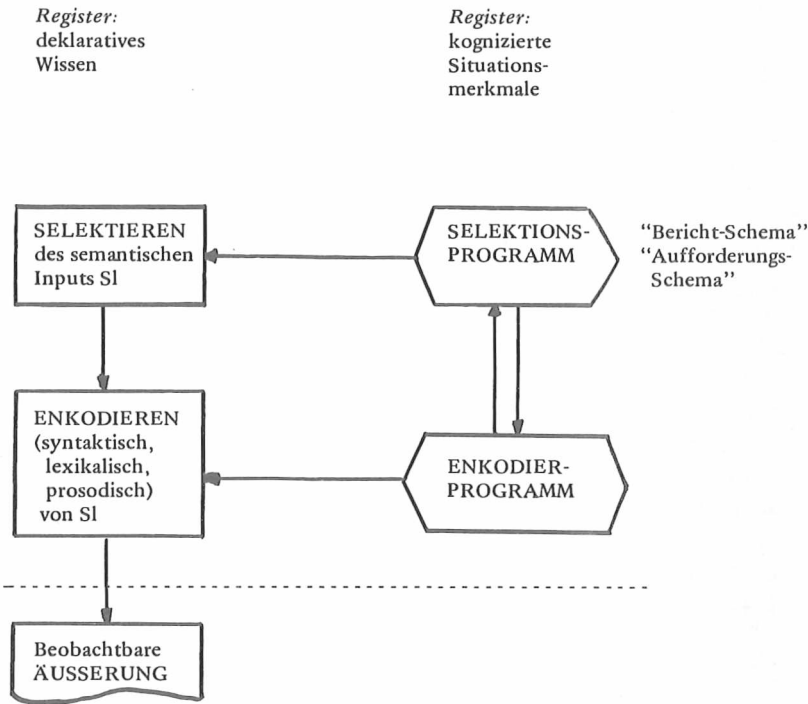 Register:
deklaratives
Wissen
Register:
kognizierte
Situations-
merkmale
SELEKTIEREN
des semantischen
Inputs Sl
SELEKTIONS-
PROGRAMM
“Bericht-Schema”
“Aufforderungs-
Schema”
ENKODIEREN
(syntaktisch,
lexikalisch,
prosodisch)
von Sl
ENKODIER-
PROGRAMM
Beobachtbare
ÄUSSERUNG